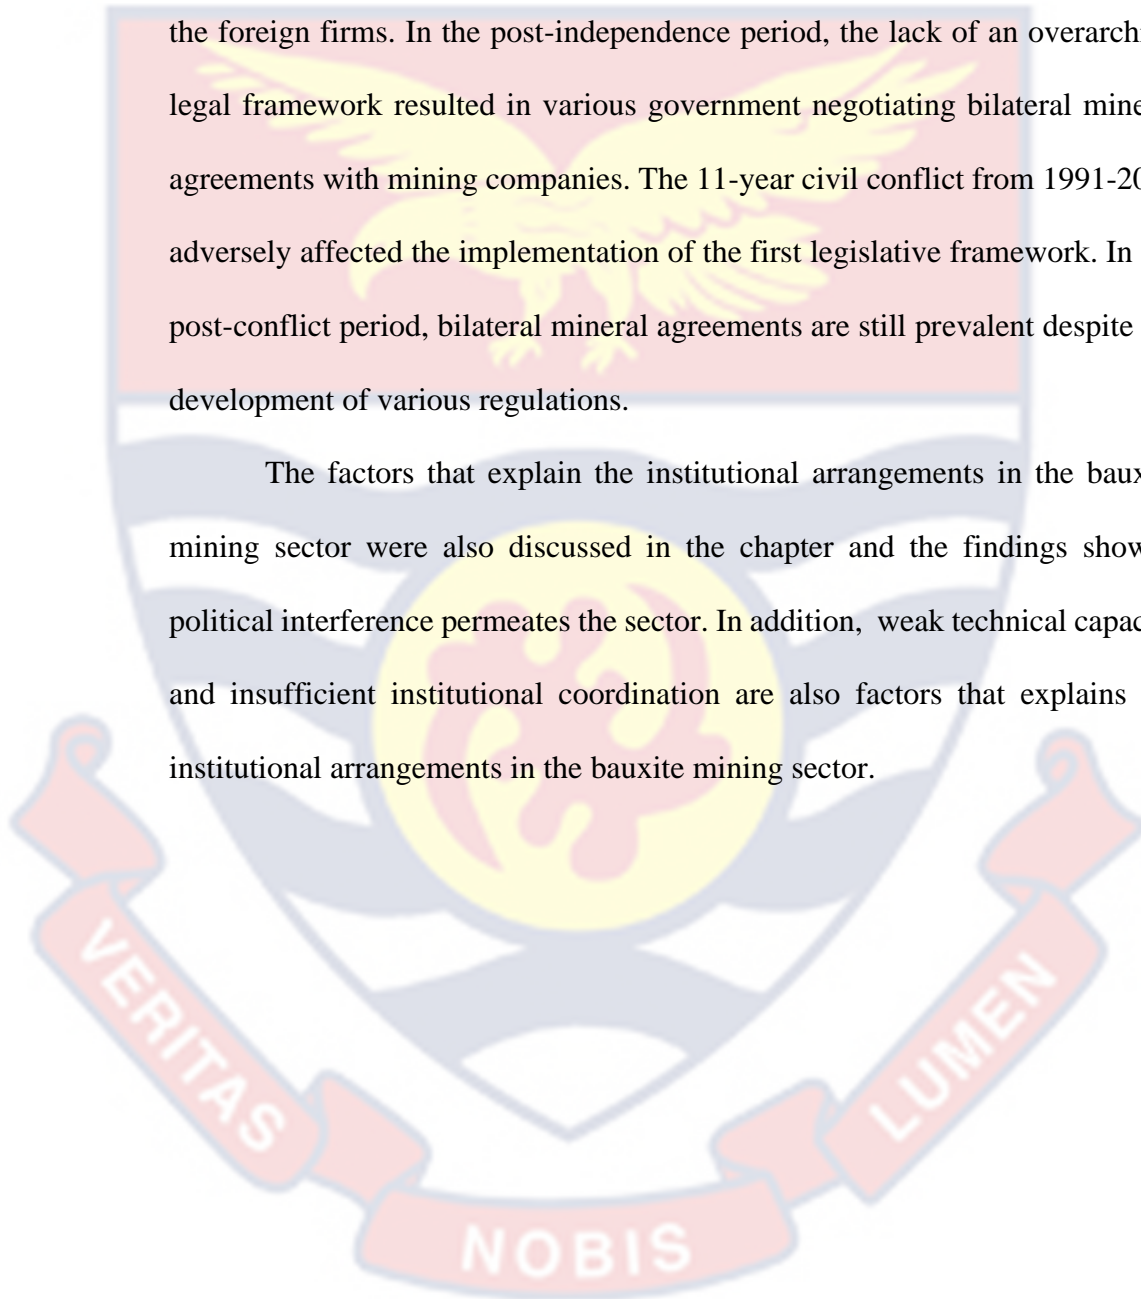 the foreign firms. In the post-independence period, the lack of an overarchi
legal framework resulted in various government negotiating bilateral mine
agreements with mining companies. The 11-year civil conflict from 1991-20
adversely affected the implementation of the first legislative framework. In
post-conflict period, bilateral mineral agreements are still prevalent despite
development of various regulations.
The factors that explain the institutional arrangements in the baux
mining sector were also discussed in the chapter and the findings show
political interference permeates the sector. In addition, weak technical capac
and insufficient institutional coordination are also factors that explains
institutional arrangements in the bauxite mining sector.
VERITAS
NOBIS
LUMEN